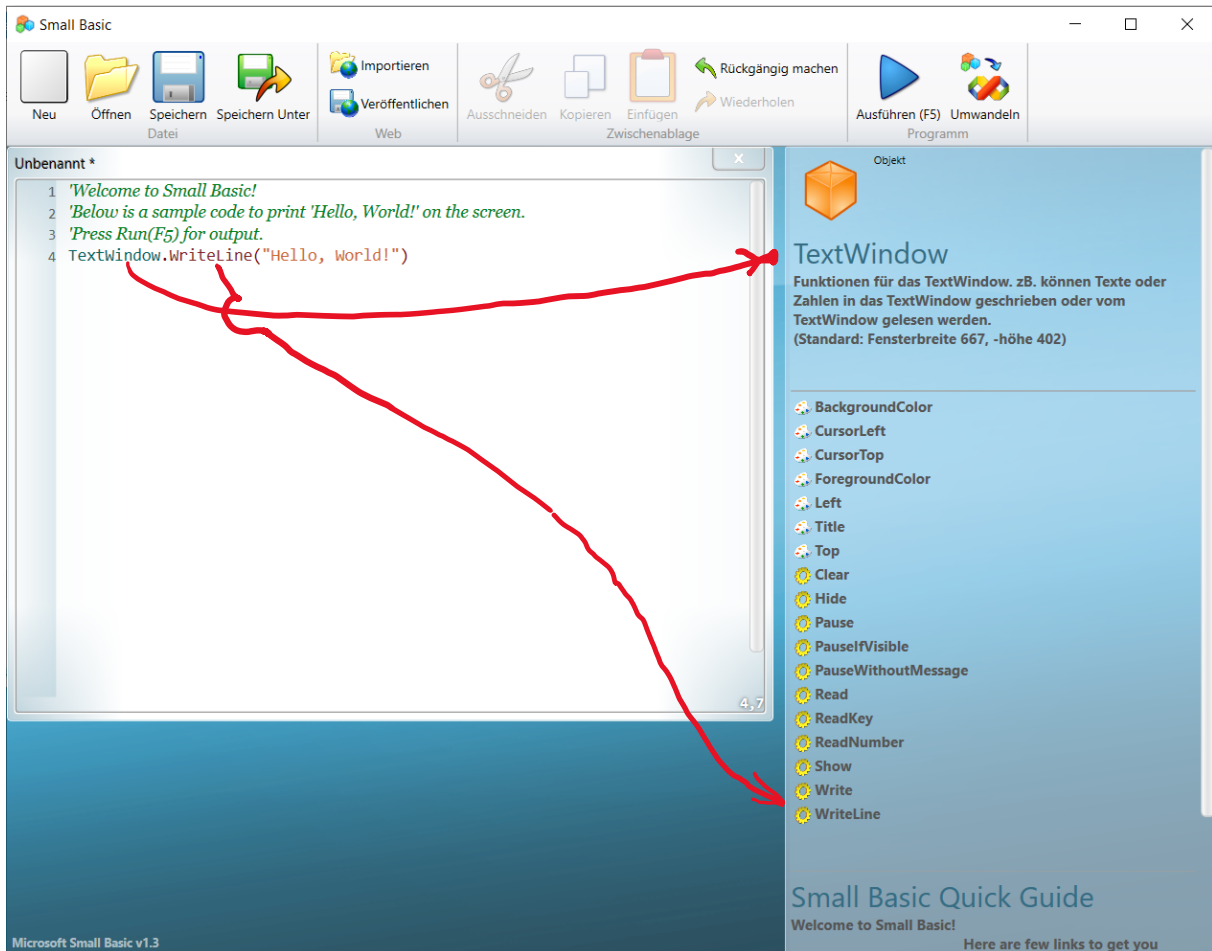 Small Basic
Neu
Öffnen
Speichern
Speichern Unter
Datei
Importieren
Veröffentlichen
Web
Ausschneiden
Kopieren
Einfügen
Rückgängig machen
Wiederholen
Zwischenablage
Ausführen (F5)
Umwandeln
Programm
Unbenannt *
X
1 'Welcome to Small Basic!
2 'Below is a sample code to print 'Hello, World!' on the screen.
3 'Press Run(F5) for output.
4 TextWindow.WriteLine("Hello, World!")
4,7
Objekt
TextWindow
Funktionen für das TextWindow. zB. können Texte oder
Zahlen in das TextWindow geschrieben oder vom
TextWindow gelesen werden.
(Standard: Fensterbreite 667, -höhe 402)
BackgroundColor
CursorLeft
CursorTop
ForegroundColor
Left
Title
Top
Clear
Hide
Pause
PauseIfVisible
PauseWithoutMessage
Read
ReadKey
ReadNumber
Show
Write
WriteLine
Small Basic Quick Guide
Welcome to Small Basic!
Here are few links to get you
Microsoft Small Basic v1.3